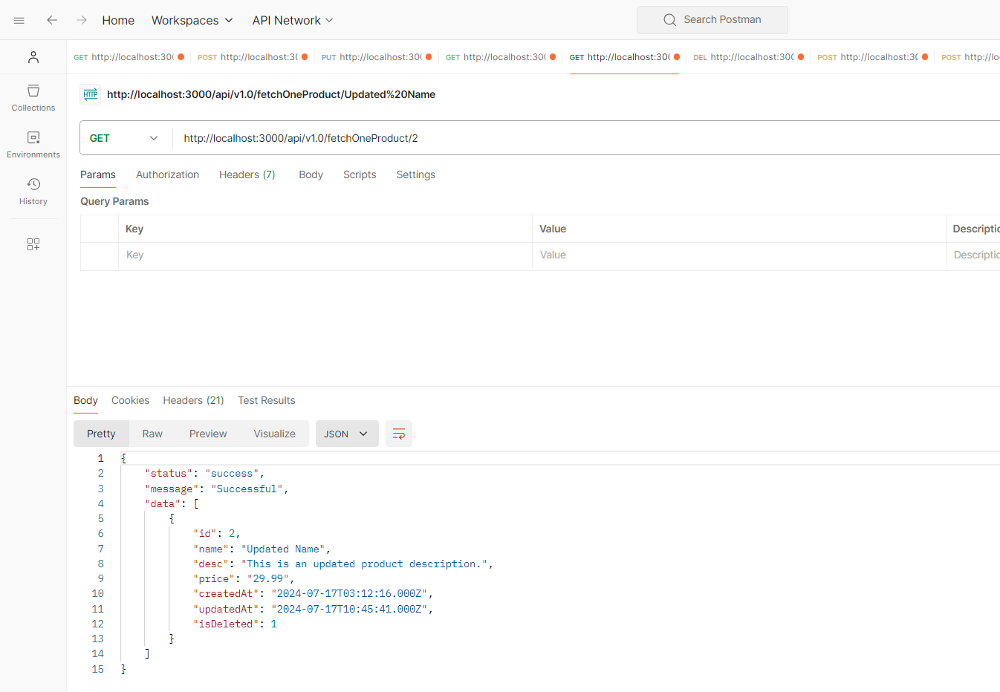 Home Workspaces API Network Search Postman
GET http://localhost:30( POST http://localhost:3( PUT http://localhost:30( GET http://localhost:30( GET http://localhost:30( DEL http://localhost:30( POST http://localhost:3( POST http://lo
HTTP http://localhost:3000/api/v1.0/fetchOneProduct/Updated%20Name
Collections
GET http://localhost:3000/api/v1.0/fetchOneProduct/2
Environments
Params Authorization Headers (7) Body Scripts Settings
History
Query Params
Key Value Descriptio
Key Value Descriptio
Body Cookies Headers (21) Test Results
Pretty Raw Preview Visualize JSON
1 {
2 "status": "success",
3 "message": "Successful",
4 "data": [
5 {
6 "id": 2,
7 "name": "Updated Name",
8 "desc": "This is an updated product description.",
9 "price": "29.99",
10 "createdAt": "2024-07-17T03:12:16.000Z",
11 "updatedAt": "2024-07-17T10:45:41.000Z",
12 "isDeleted": 1
13 }
14 ]
15 }